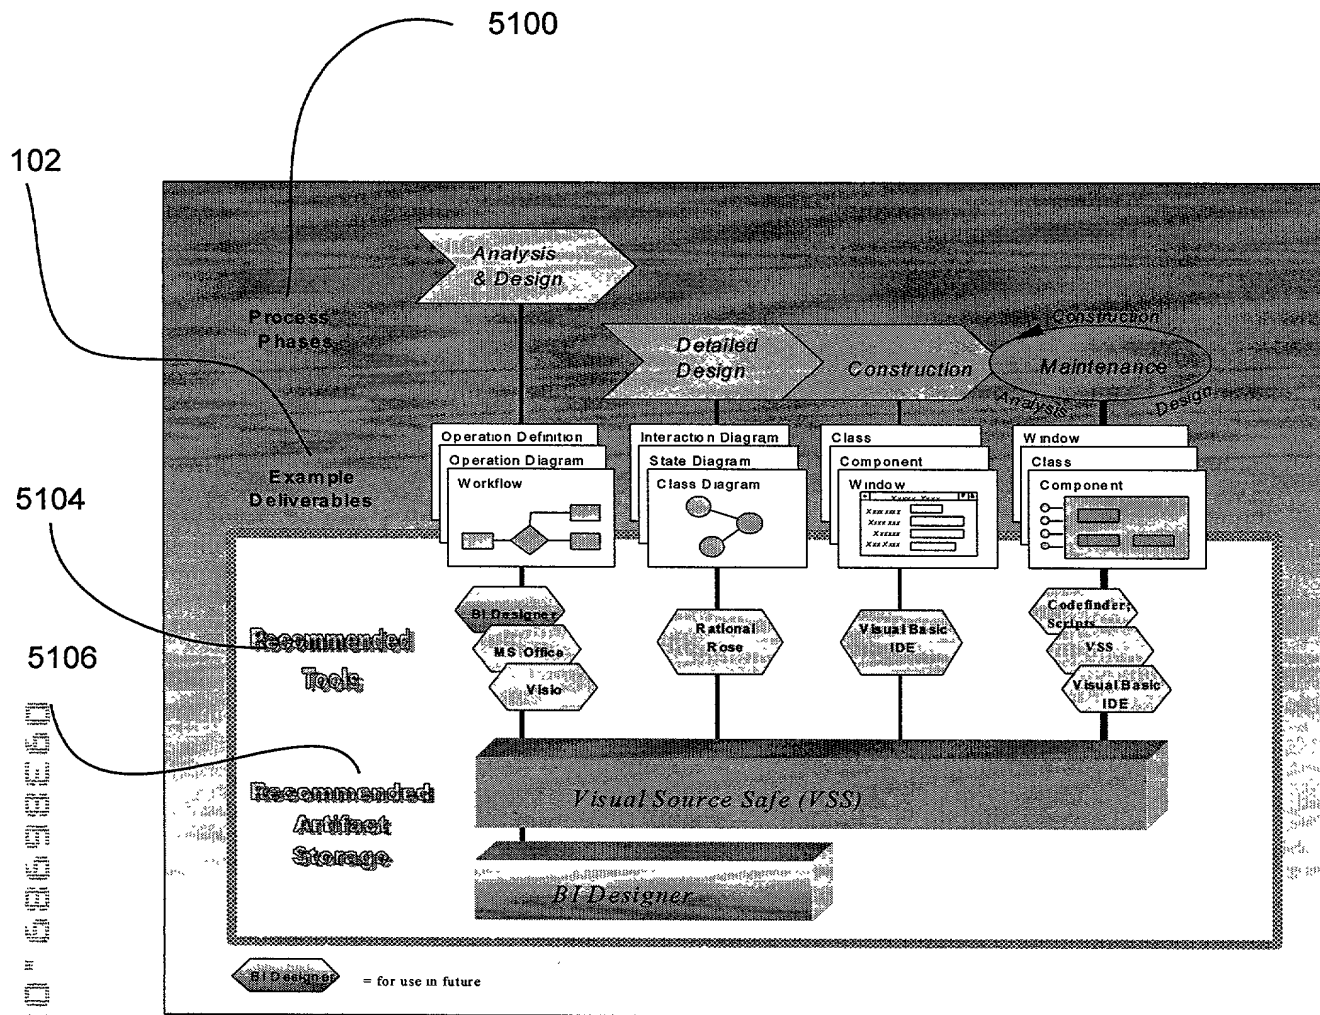 5100
102
Analysis
& Design
Process
Phases
Construction
Detailed
Design
Construction
Maintenance
Analysis
Design
Operation Definition
Operation Diagram
Workflow
Interaction Diagram
State Diagram
Class Diagram
Class
Component
Window
Window
Class
Component
Example
Deliverables
5104
5106
Recommended
Tools
BI Designer
MS Office
Visio
Rational
Rose
Visual Basic
IDE
Codefinder;
Scripts
VSS
Visual Basic
IDE
Recommended
Artifact
Storage
Visual Source Safe (VSS)
BI Designer
BI Designer
= for use in future